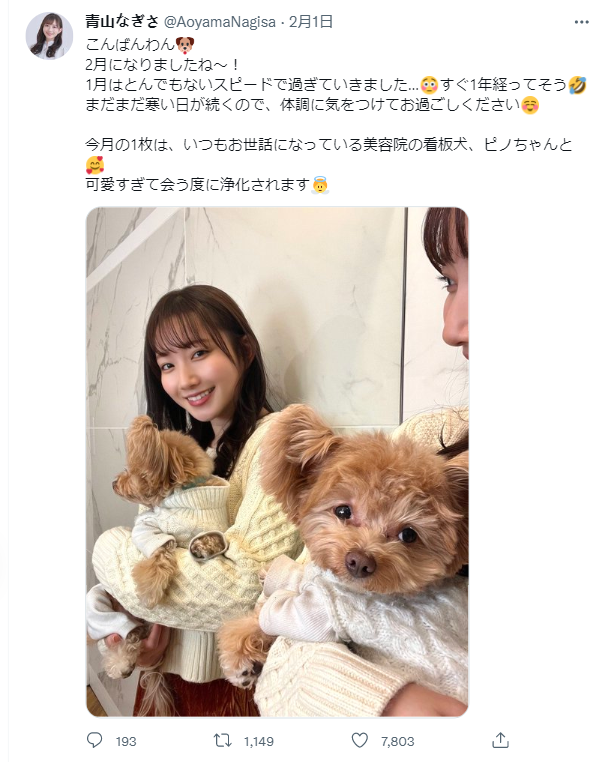 青山なぎさ @AoyamaNagisa · 2月1日
こんばんわん🐶
2月になりましたね〜！
1月はとんでもないスピードで過ぎていきました...😳すぐ1年経ってそう🤣
まだまだ寒い日が続くので、体調に気をつけてお過ごしください☺️
今月の1枚は、いつもお世話になっている美容院の看板犬、ピノちゃんと
🥰
可愛すぎて会う度に浄化されます👼
193 1,149 7,803